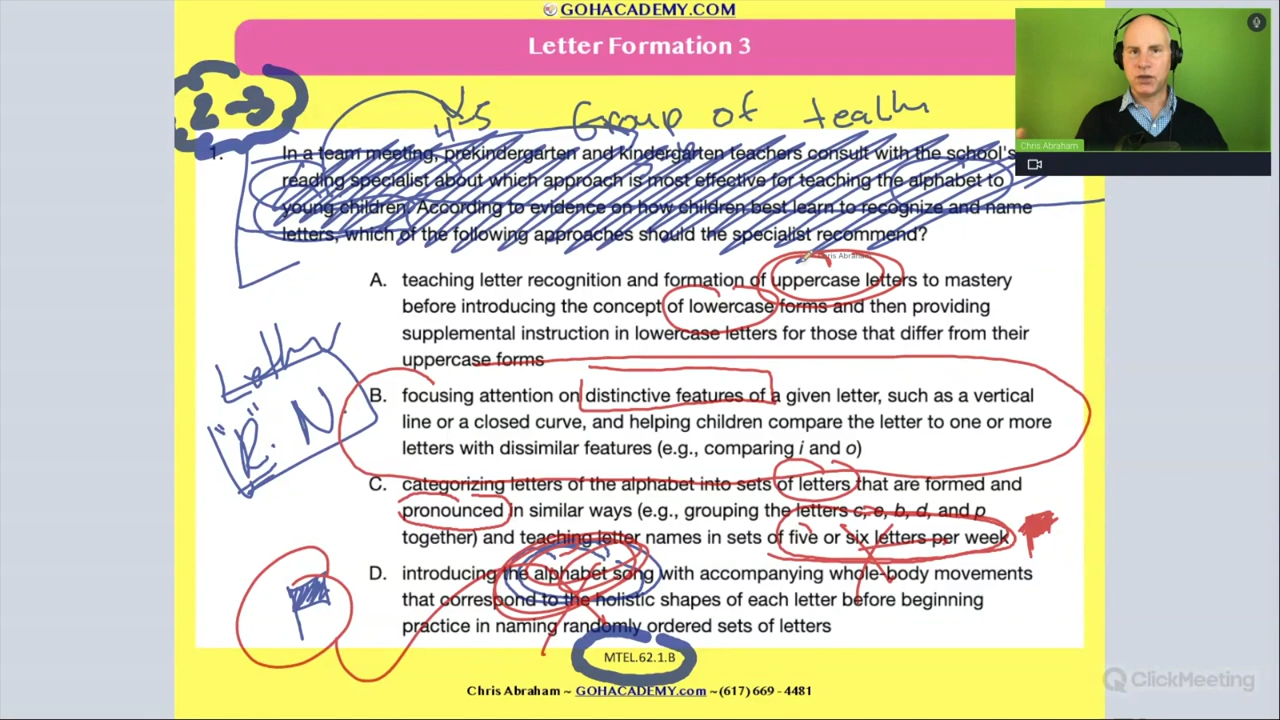 GOHACADEMY.COM
Letter Formation 3
2→3
4-5 Group of
1. In a team meeting, prekindergarten and kindergarten teachers consult with the school's
reading specialist about which approach is most effective for teaching the alphabet to
young children. According to evidence on how children best learn to recognize and name
letters, which of the following approaches should the specialist recommend?
Chris Abraham
Chris Abraham
A. teaching letter recognition and formation of uppercase letters to mastery
before introducing the concept of lowercase forms and then providing
supplemental instruction in lowercase letters for those that differ from their
uppercase forms
B. focusing attention on distinctive features of a given letter, such as a vertical
line or a closed curve, and helping children compare the letter to one or more
letters with dissimilar features (e.g., comparing i and o)
"R" N
C. categorizing letters of the alphabet into sets of letters that are formed and
pronounced in similar ways (e.g., grouping the letters c, e, b, d, and p
together) and teaching letter names in sets of five or six letters per week
D. introducing the alphabet song with accompanying whole-body movements
that correspond to the holistic shapes of each letter before beginning
practice in naming randomly ordered sets of letters
MTEL.62.1.B
Chris Abraham ~ GOHACADEMY.com ~(617) 669 - 4481
ClickMeeting